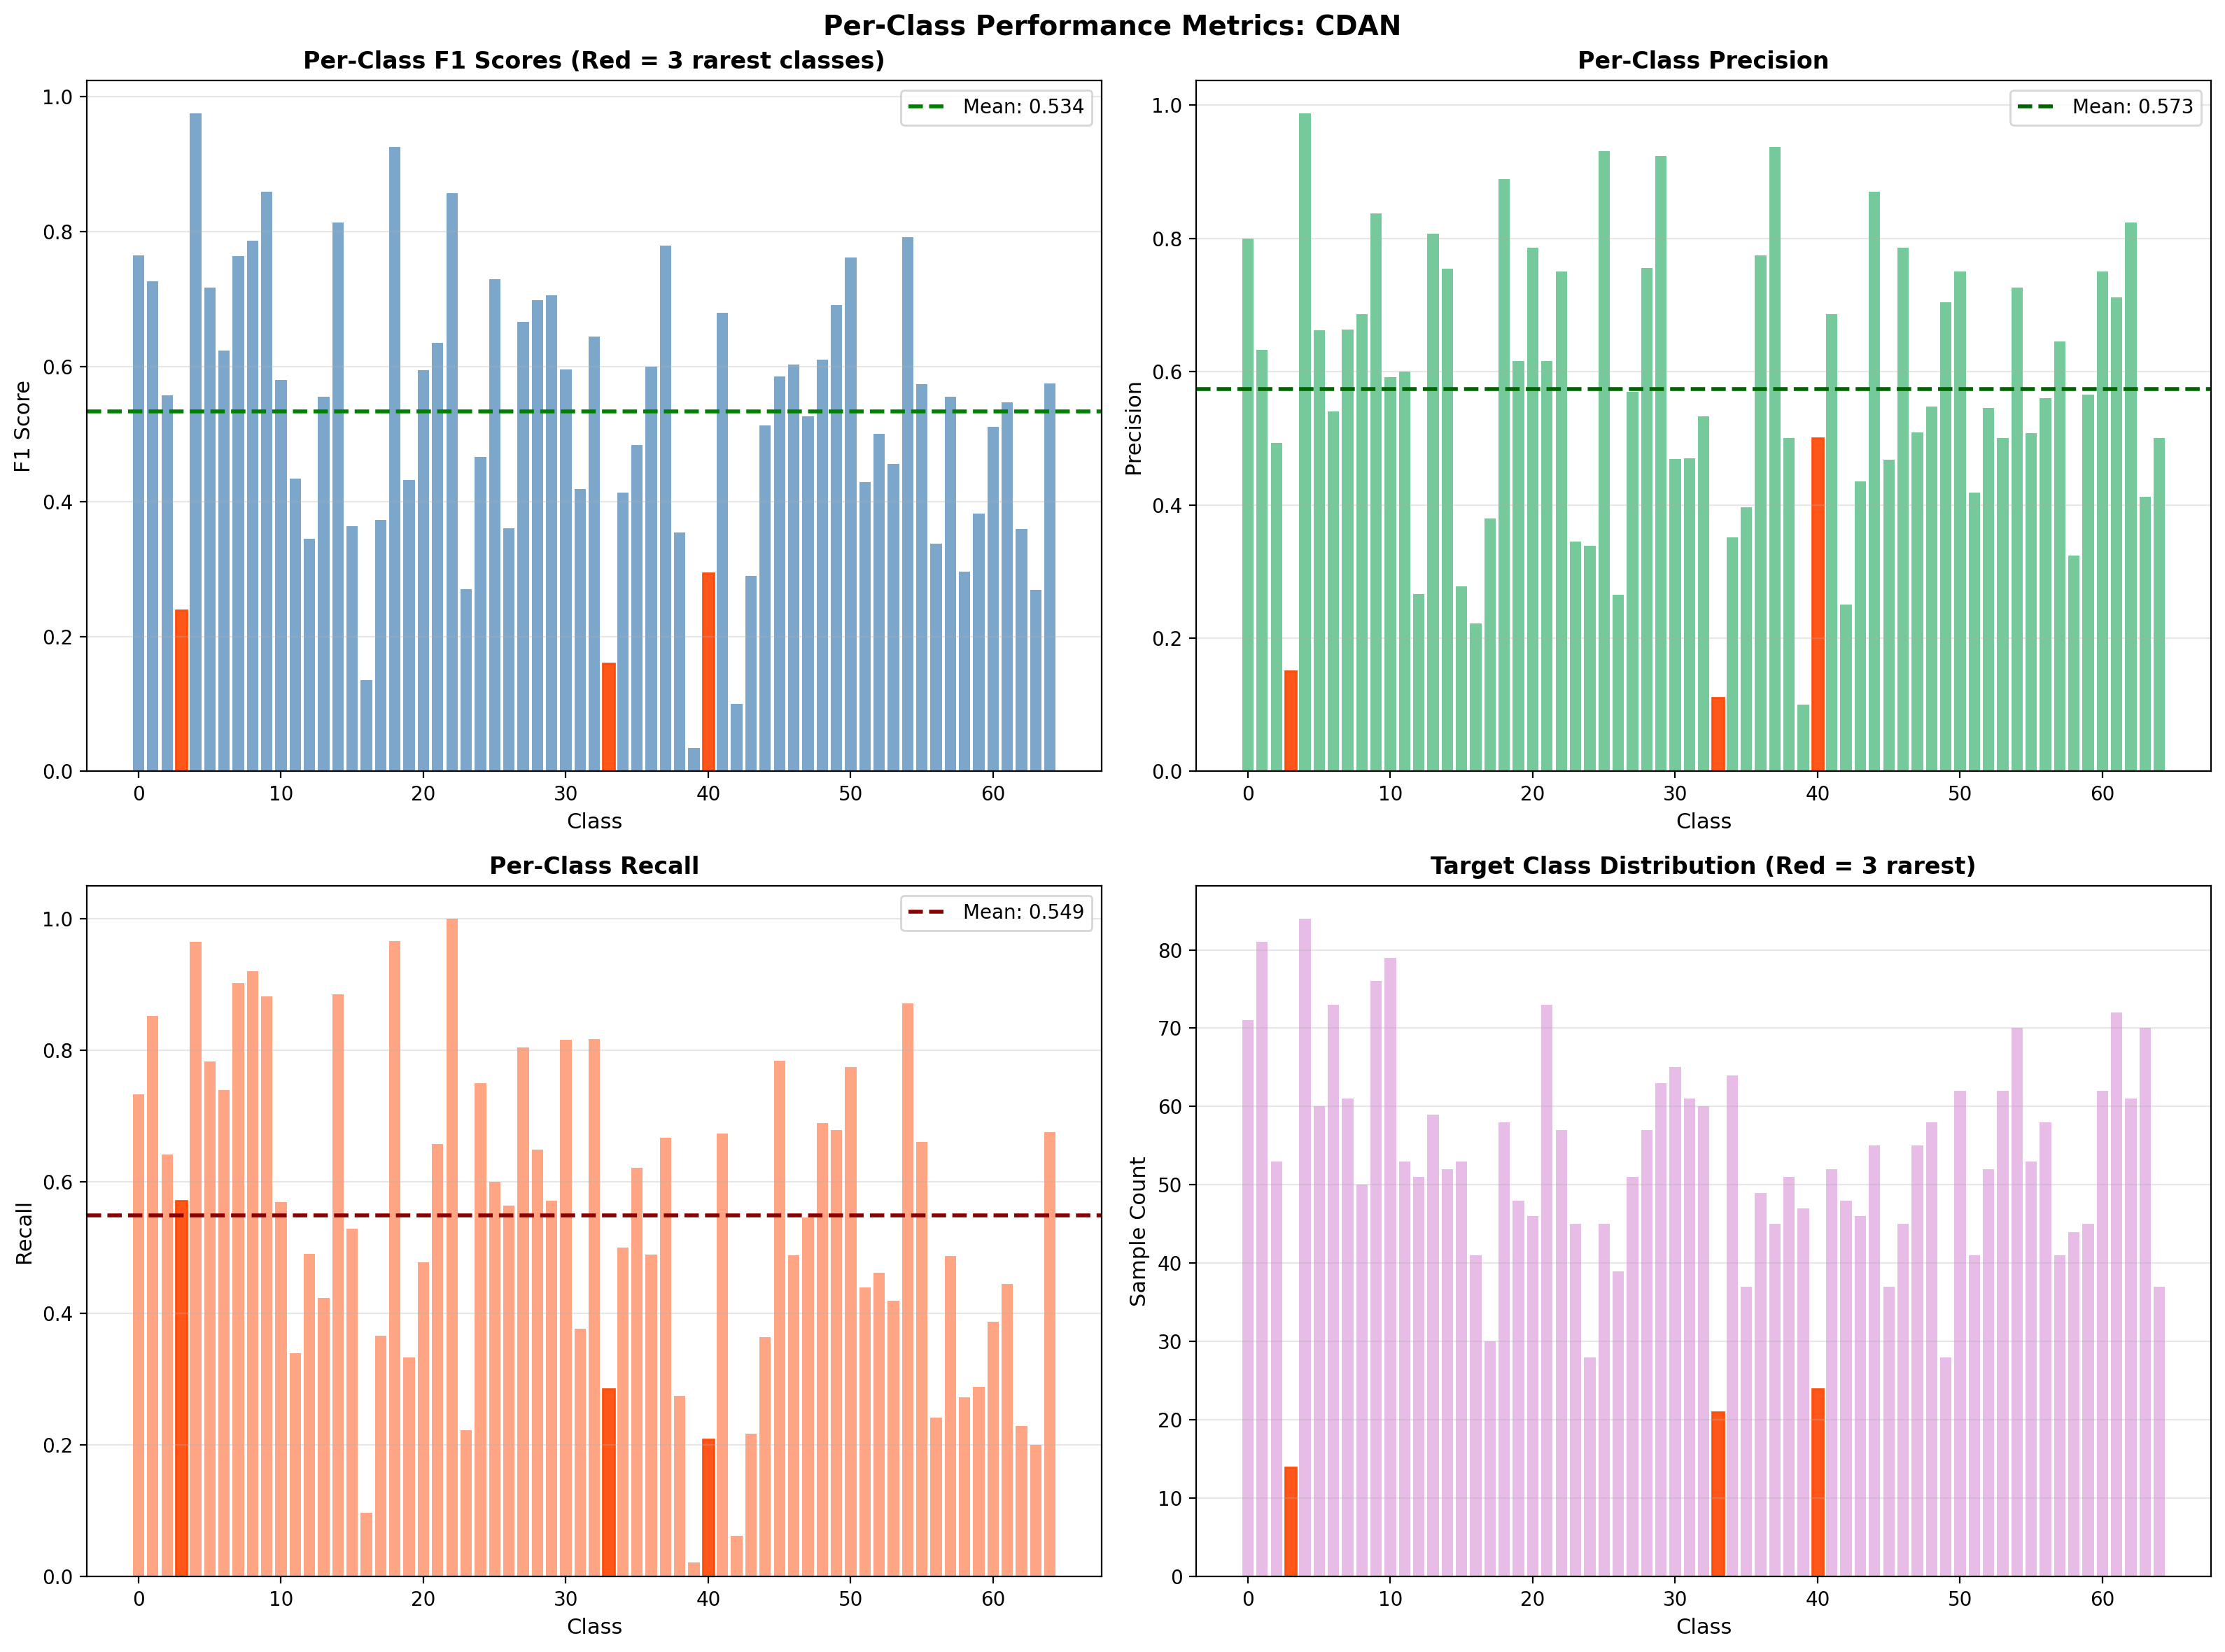 Per-Class Performance Metrics: CDAN
Per-Class F1 Scores (Red = 3 rarest classes)
Mean: 0.534
1.0
0.8
0.6
0.4
0.2
0.0
F1 Score
0 10 20 30 40 50 60
Class
Per-Class Precision
Mean: 0.573
1.0
0.8
0.6
0.4
0.2
0.0
Precision
0 10 20 30 40 50 60
Class
Per-Class Recall
Mean: 0.549
1.0
0.8
0.6
0.4
0.2
0.0
Recall
0 10 20 30 40 50 60
Class
Target Class Distribution (Red = 3 rarest)
80
70
60
50
40
30
20
10
0
Sample Count
0 10 20 30 40 50 60
Class